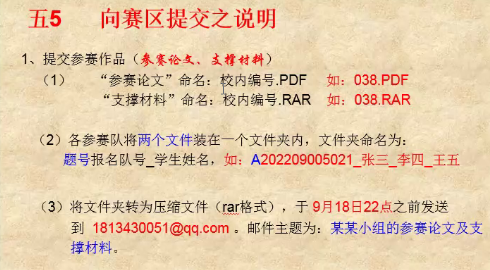 五5 向赛区提交之说明
1、提交参赛作品（参赛论文、支撑材料）
（1） “参赛论文”命名：校内编号.PDF 如：038.PDF
“支撑材料”命名：校内编号.RAR 如：038.RAR
（2）各参赛队将两个文件装在一个文件夹内，文件夹命名为：
题号报名队号_学生姓名，如：A202209005021_张三_李四_王五
（3）将文件夹转为压缩文件（rar格式），于 9月18日22点之前发送
到 1813430051@qq.com 。邮件主题为：某某小组的参赛论文及支
撑材料。